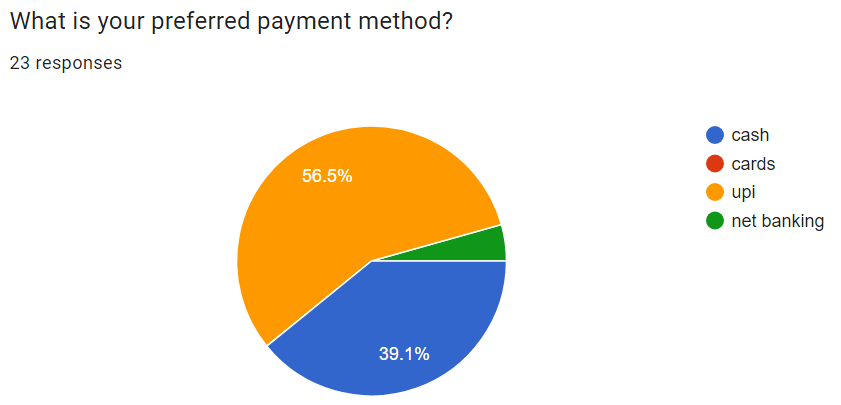 What is your preferred payment method?
23 responses
56.5%
39.1%
cash
cards
upi
net banking